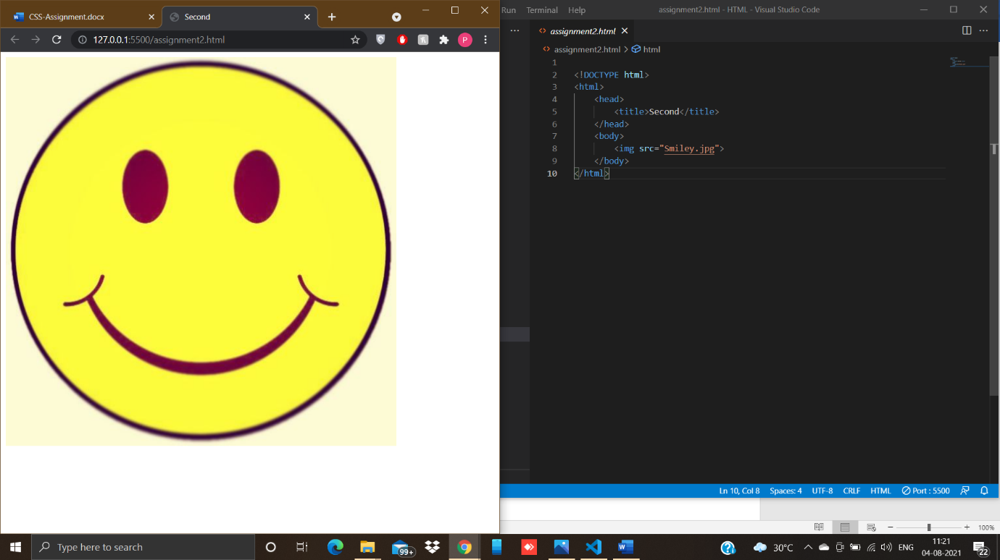 CSS-Assignment.docx
Second
127.0.0.1:5500/assignment2.html
P
Run Terminal Help
assignment2.html - HTML - Visual Studio Code
assignment2.html
assignment2.html > html
1
2 <!DOCTYPE html>
3 <html>
4 <head>
5 <title>Second</title>
6 </head>
7 <body>
8 <img src="Smiley.jpg">
9 </body>
10 </html>
Ln 10, Col 8 Spaces: 4 UTF-8 CRLF HTML Port : 5500
100%
Type here to search
99+
30°C
ENG
11:21
04-08-2021
22